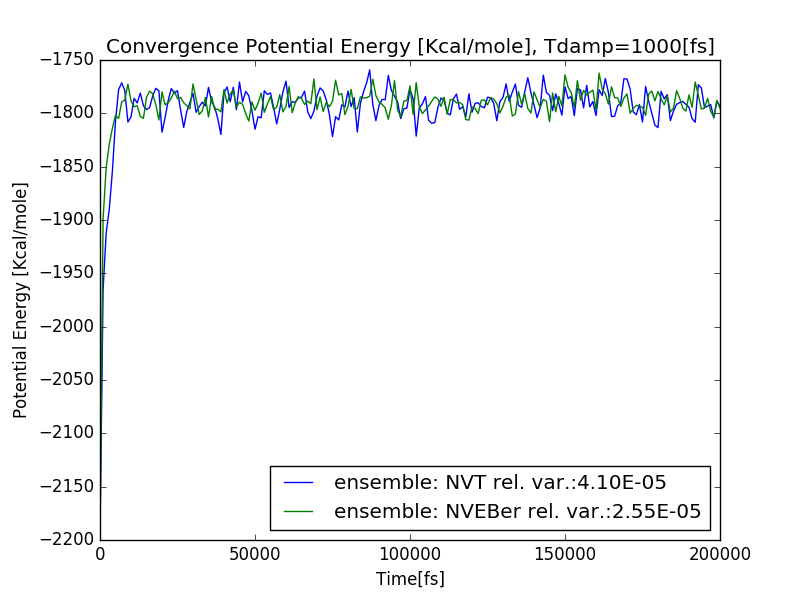 Convergence Potential Energy [Kcal/mole], Tdamp=1000[fs]
−1750
−1800
−1850
−1900
−1950
−2000
−2050
−2100
−2150
−2200
Potential Energy [Kcal/mole]
ensemble: NVT rel. var.:4.10E-05
ensemble: NVEBer rel. var.:2.55E-05
0 50000 100000 150000 200000
Time[fs]